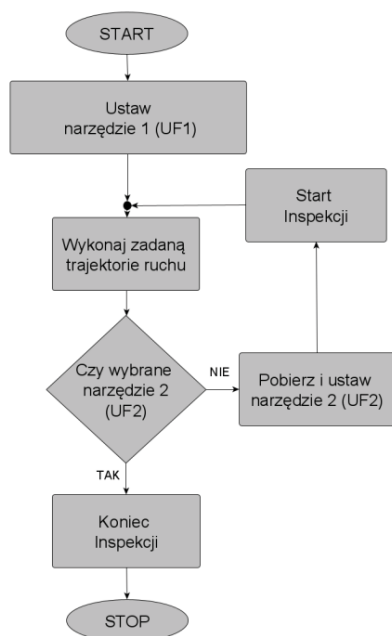 START
Ustaw
narzędzie 1 (UF1)
Start
Inspekcji
Wykonaj zadaną
trajektorie ruchu
Czy wybrane
narzędzie 2
(UF2)
NIE
Pobierz i ustaw
narzędzie 2 (UF2)
TAK
Koniec
Inspekcji
STOP